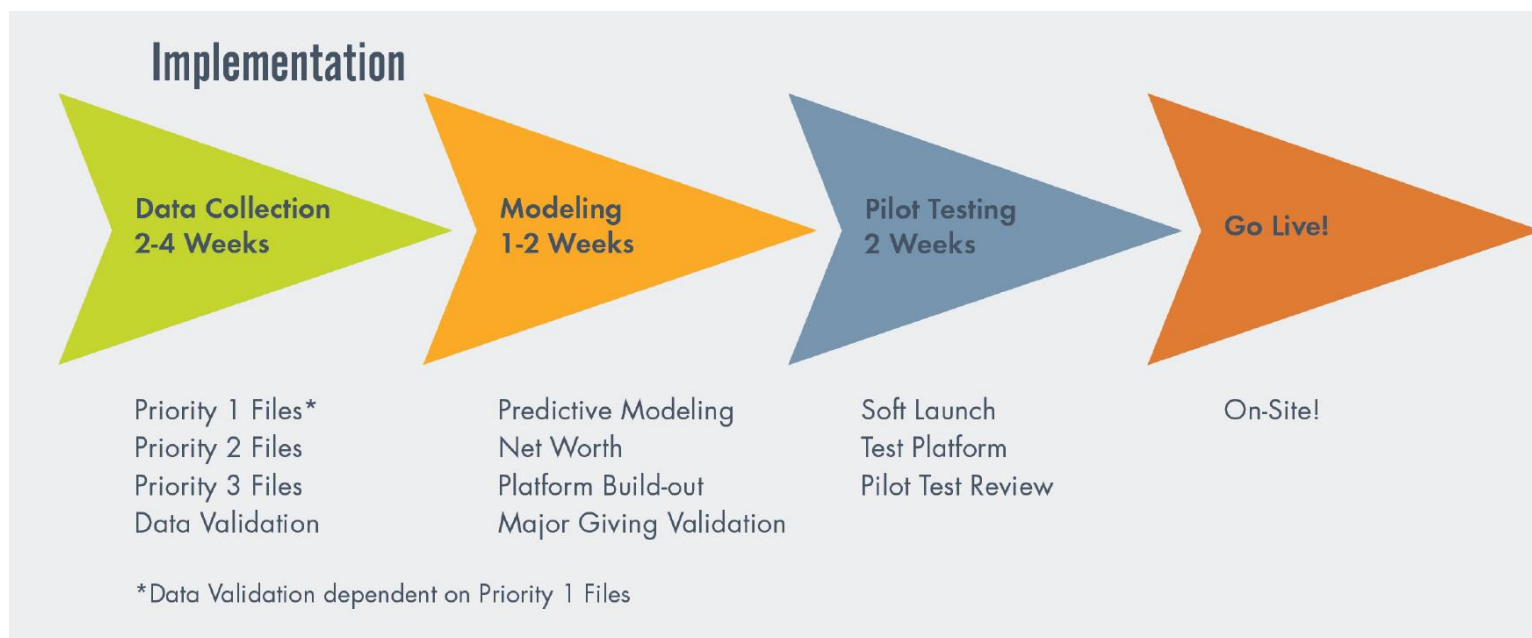 Implementation
Data Collection
2-4 Weeks
Modeling
1-2 Weeks
Pilot Testing
2 Weeks
Go Live!
Priority 1 Files*
Priority 2 Files
Priority 3 Files
Data Validation
Predictive Modeling
Net Worth
Platform Build-out
Major Giving Validation
Soft Launch
Test Platform
Pilot Test Review
On-Site!
*Data Validation dependent on Priority 1 Files